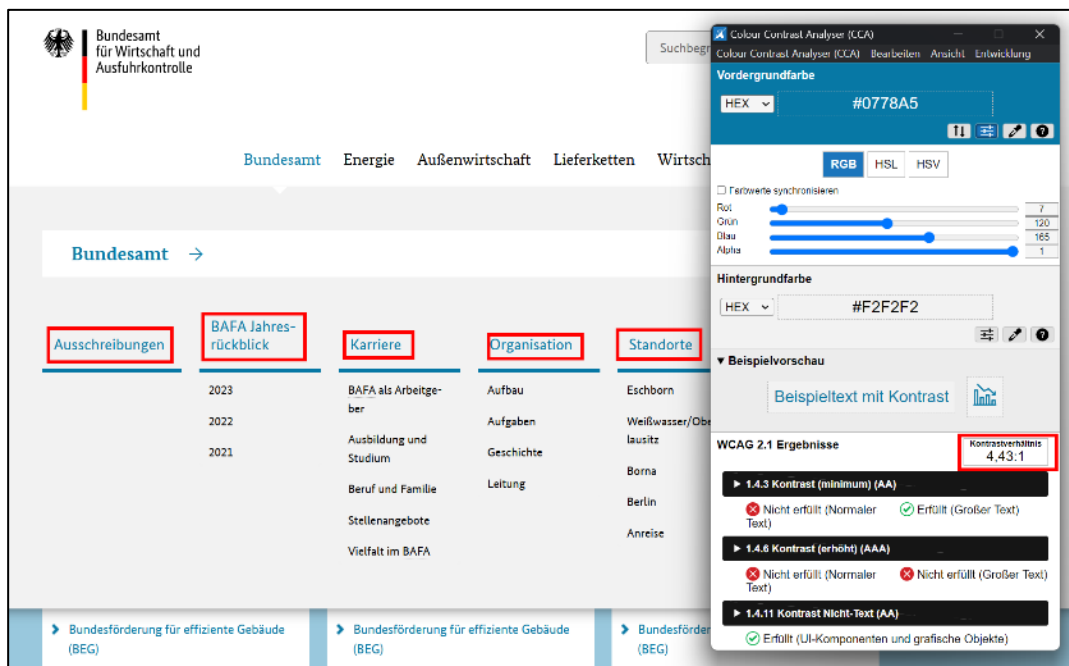 Bundesamt
für Wirtschaft und
Ausfuhrkontrolle
Bundesamt Energie Außenwirtschaft Lieferketten
Bundesamt →
Ausschreibungen
BAFA Jahres-
rückblick
2023
2022
2021
Karriere
BAFA als Arbeitge-
ber
Ausbildung und
Studium
Beruf und Familie
Stellenangebote
Vielfalt im BAFA
Organisation
Aufbau
Aufgaben
Geschichte
Leitung
Standorte
Eschborn
lausitz
Borna
Berlin
Anreise
Bundesförderung für effiziente Gebäude
(BEG)
Bundesförderung für effiziente Gebäude
(BEG)
(BEG)
Colour Contrast Analyser (CCA)
Colour Contrast Analyser (CCA) Bearbeiten Ansicht Entwicklung
Vordergrundfarbe
HEX #0778A5
RGB HSL HSV
Farbwerte synchronisieren
Rot 7
Grün 120
Blau 165
Alpha 1
Hintergrundfarbe
HEX #F2F2F2
▼ Beispielvorschau
Beispieltext mit Kontrast
WCAG 2.1 Ergebnisse
Kontrastverhältnis
4,43:1
► 1.4.3 Kontrast (minimum) (AA)
Nicht erfüllt (Normaler
Text)
Erfüllt (Großer Text)
► 1.4.6 Kontrast (erhöht) (AAA)
Nicht erfüllt (Normaler
Text)
Nicht erfüllt (Großer Text)
► 1.4.11 Kontrast Nicht-Text (AA)
Erfüllt (UI-Komponenten und grafische Objekte)